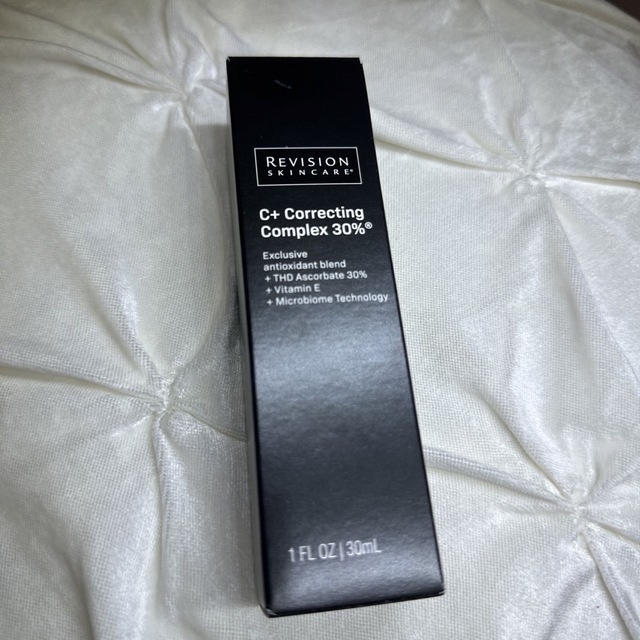 REVISION
SKINCARE®
C+ Correcting
Complex 30%®
Exclusive
antioxidant blend
+ THD Ascorbate 30%
+ Vitamin E
+ Microbiome Technology
1 FL OZ | 30mL